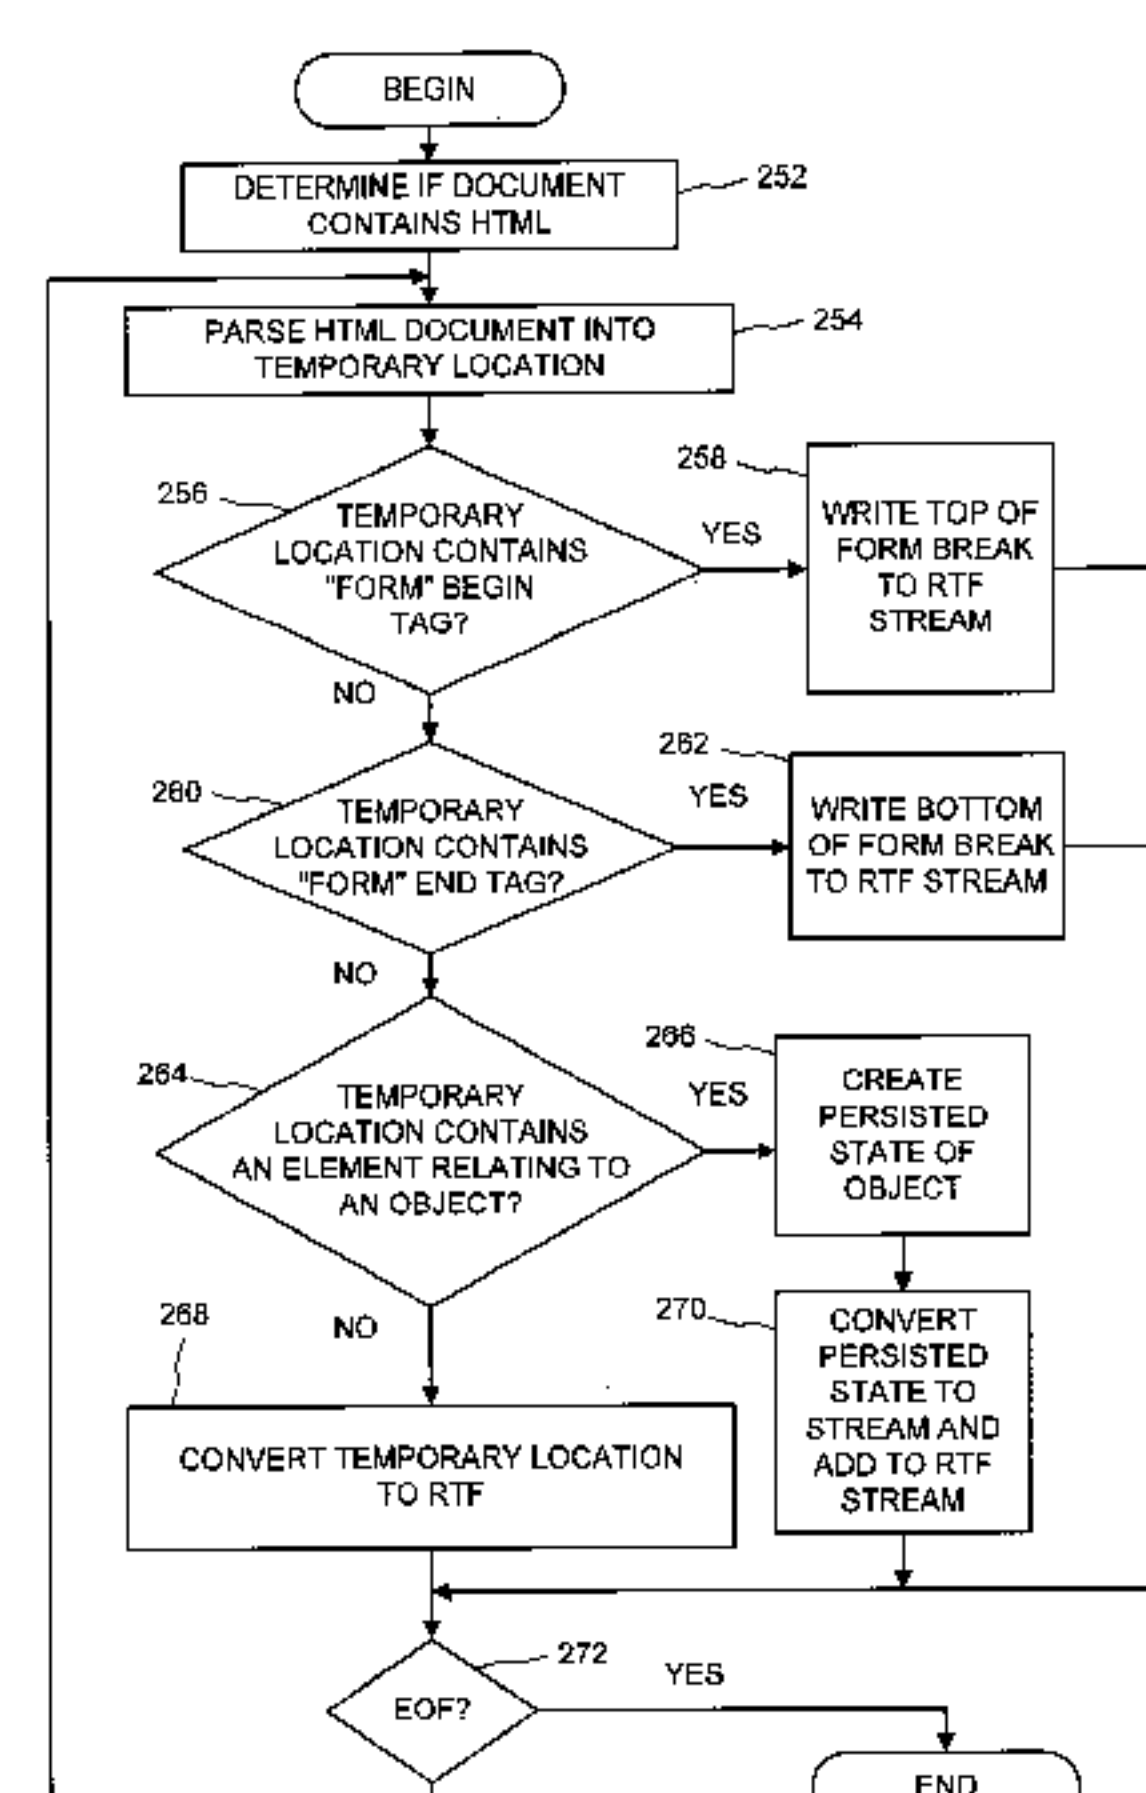 BEGIN
DETERMINE IF DOCUMENT
CONTAINS HTML
252
PARSE HTML DOCUMENT INTO
TEMPORARY LOCATION
254
256
TEMPORARY
LOCATION CONTAINS
"FORM" BEGIN
TAG?
YES
258
WRITE TOP OF
FORM BREAK
TO RTF
STREAM
NO
260
TEMPORARY
LOCATION CONTAINS
"FORM" END TAG?
YES
262
WRITE BOTTOM
OF FORM BREAK
TO RTF STREAM
NO
264
TEMPORARY
LOCATION CONTAINS
AN ELEMENT RELATING TO
AN OBJECT?
YES
266
CREATE
PERSISTED
STATE OF
OBJECT
NO
268
CONVERT TEMPORARY LOCATION
TO RTF
270
CONVERT
PERSISTED
STATE TO
STREAM AND
ADD TO RTF
STREAM
EOF?
272
YES
END